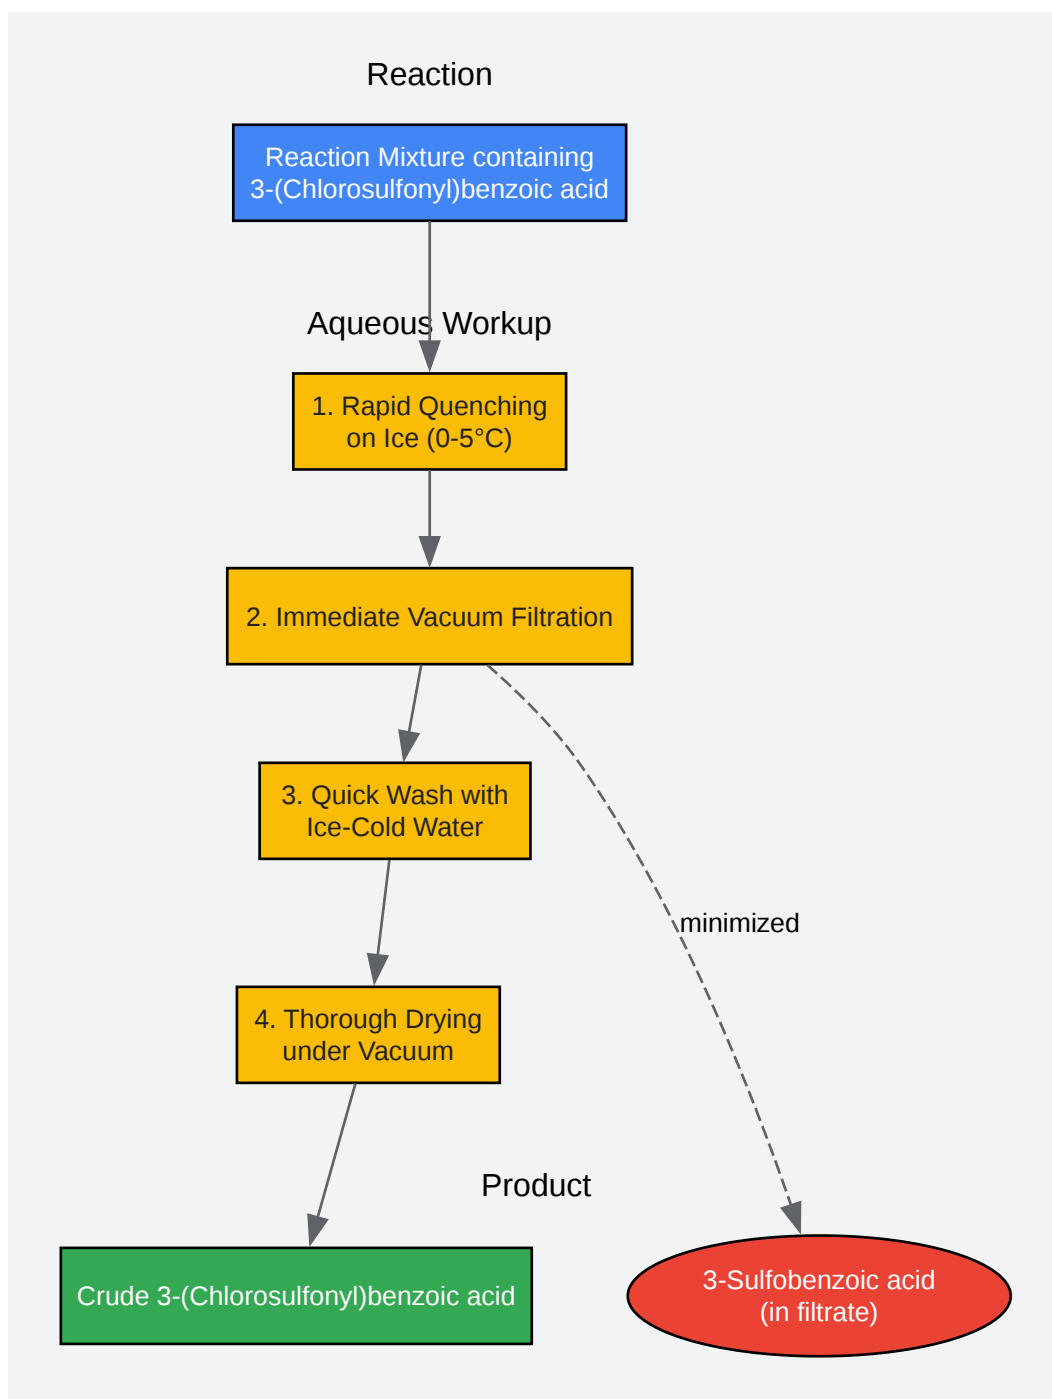 Reaction
Reaction Mixture containing
3-(Chlorosulfonyl)benzoic acid
Aqueous Workup
1. Rapid Quenching
on Ice (0-5°C)
2. Immediate Vacuum Filtration
3. Quick Wash with
Ice-Cold Water
minimized
4. Thorough Drying
under Vacuum
Product
Crude 3-(Chlorosulfonyl)benzoic acid
3-Sulfobenzoic acid
(in filtrate)